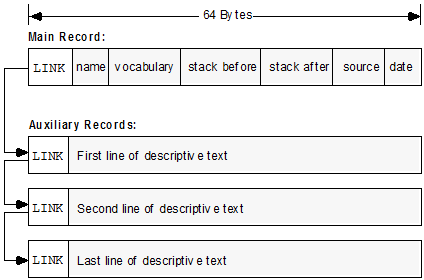 64 Bytes
Main Record:
LINK name vocabulary stack before stack after source date
Auxiliary Records:
LINK First line of descriptive text
LINK Second line of descriptive text
LINK Last line of descriptive text